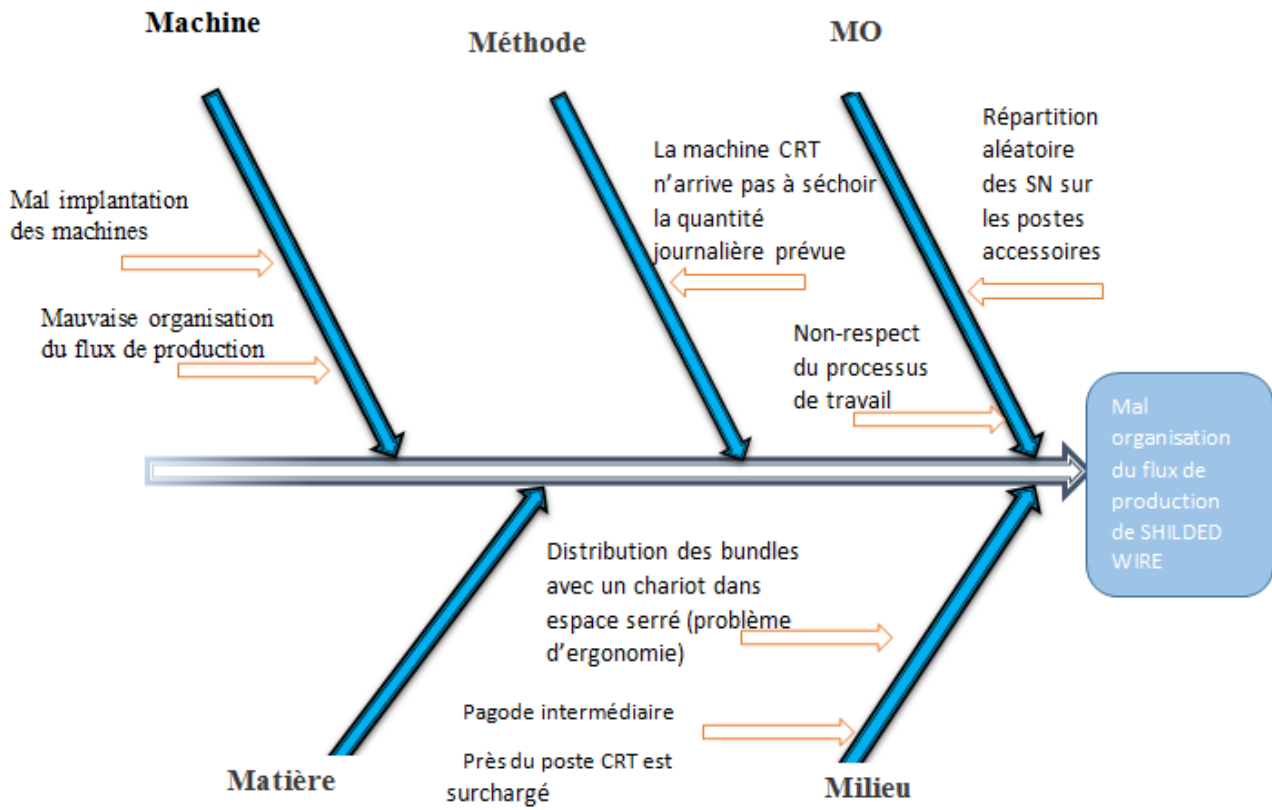 Machine
Méthode
MO
Mal implantation
des machines
Mauvaise organisation
du flux de production
La machine CRT
n’arrive pas à séchoir
la quantité
journalière prévue
Répartition
aléatoire
des SN sur
les postes
accessoires
Non-respect
du processus
de travail
Mal
organisation
du flux de
production
de SHILDED
WIRE
Distribution des bundles
avec un chariot dans
espace serré (problème
d’ergonomie)
Pagode intermédiaire
Près du poste CRT est
surchargé
Matière
Milieu